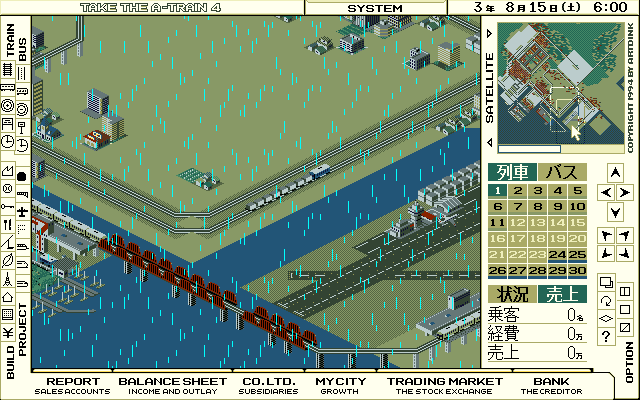 TAKE THE A-TRAIN 4
SYSTEM
3年 8月15日(土) 6:00
TRAIN
BUS
BUILD
PROJECT
SATELLITE
COPYRIGHT 1993 BY ARTDINK
列車 バス
1 2 3 4 5
6 7 8 9 10
11 12 13 14 15
16 17 18 19 20
21 22 23 24 25
26 27 28 29 30
状況 売上
乗客 0名
経費 0万
売上 0万
?
OPTION
REPORT
SALES ACCOUNTS
BALANCE SHEET
INCOME AND OUTLAY
CO.LTD.
SUBSIDIARIES
MY CITY
GROWTH
TRADING MARKET
THE STOCK EXCHANGE
BANK
THE CREDITOR